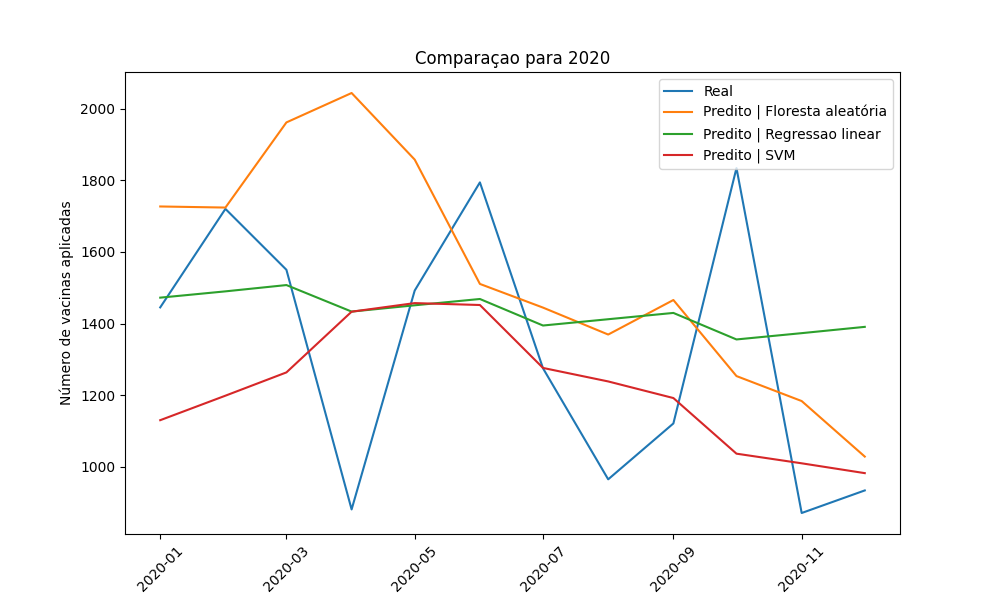 Comparaçao para 2020
Real
Predito | Floresta aleatória
Predito | Regressao linear
Predito | SVM
Número de vacinas aplicadas
2000
1800
1600
1400
1200
1000
2020-01
2020-03
2020-05
2020-07
2020-09
2020-11